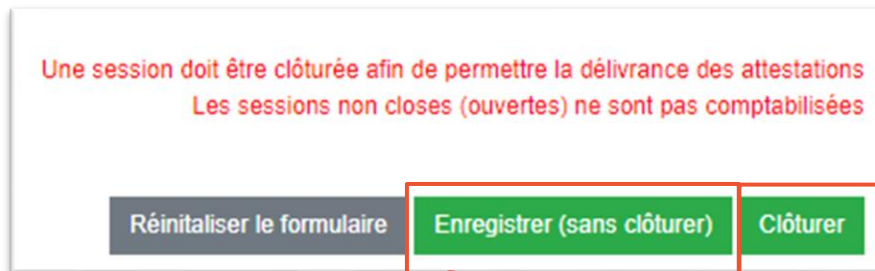 Une session doit être clôturée afin de permettre la délivrance des attestations
Les sessions non closes (ouvertes) ne sont pas comptabilisées
Réinitaliser le formulaire Enregistrer (sans clôturer) Clôturer